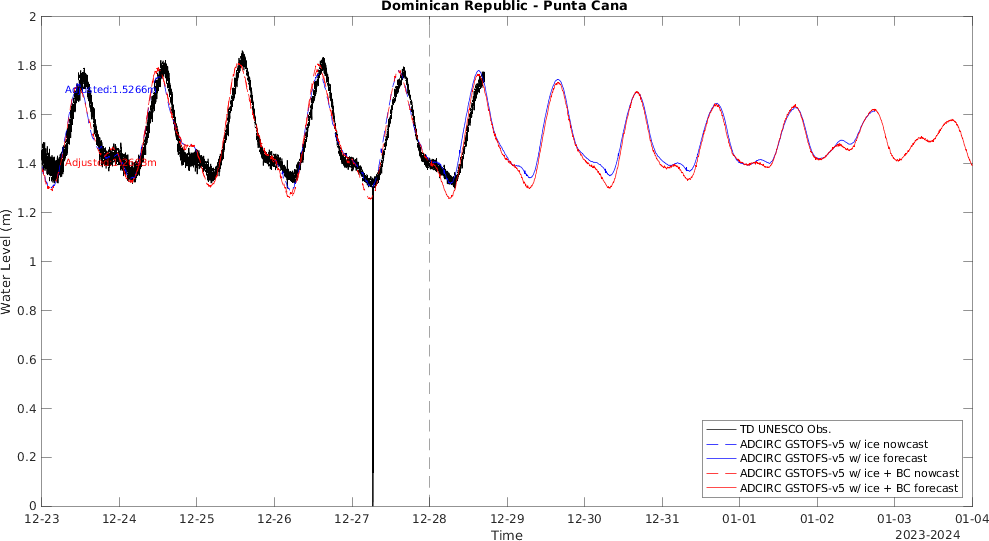 Dominican Republic - Punta Cana
2
1.8
1.6
1.4
1.2
1
0.8
0.6
0.4
0.2
0
Water Level (m)
Adjusted:1.5266m
TD UNESCO Obs.
ADCIRC GSTOFS-v5 w/ ice nowcast
ADCIRC GSTOFS-v5 w/ ice forecast
ADCIRC GSTOFS-v5 w/ ice + BC nowcast
ADCIRC GSTOFS-v5 w/ ice + BC forecast
12-23 12-24 12-25 12-26 12-27 12-28 12-29 12-30 12-31 01-01 01-02 01-03 01-04
Time
2023-2024